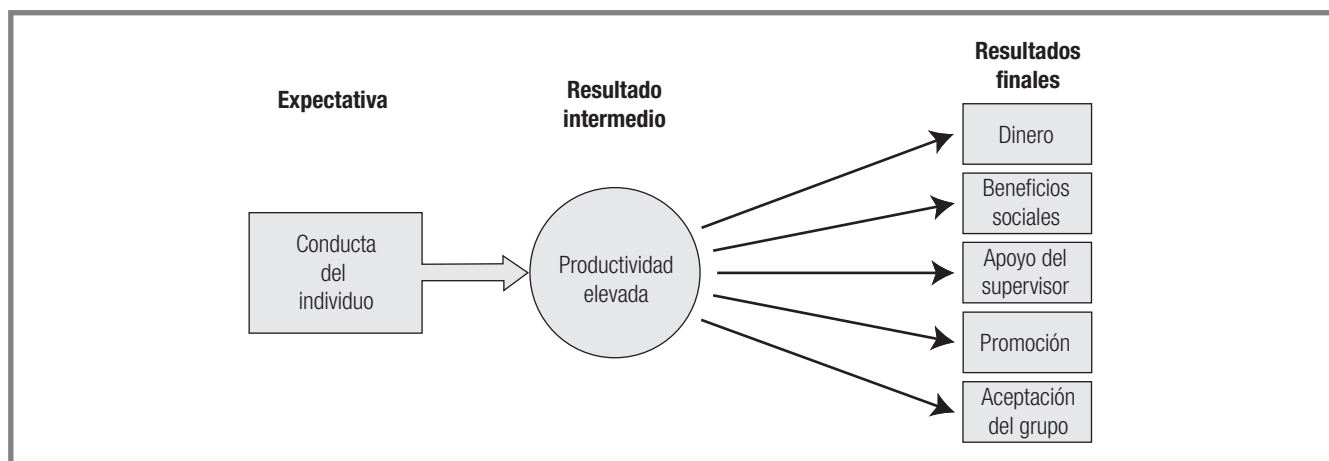 Expectativa
Resultado
intermedio
Resultados
finales
Conducta
del
individuo
Productividad
elevada
Dinero
Beneficios
sociales
Apoyo del
supervisor
Promoción
Aceptación
del grupo